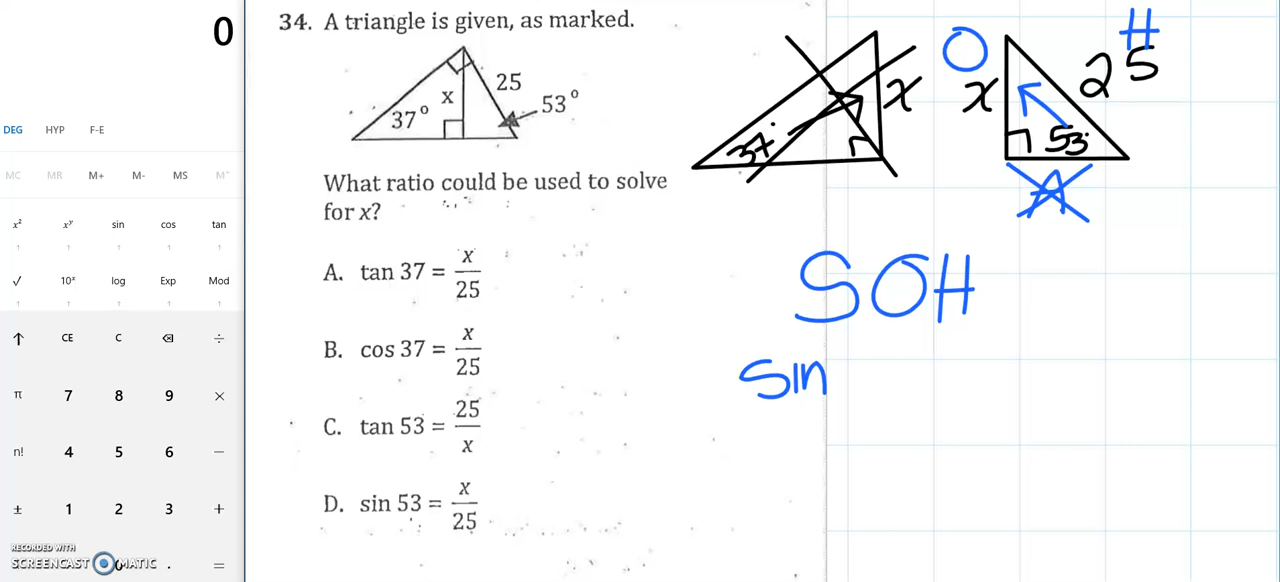 0
DEG HYP F-E
MC MR M+ M- MS M˅
x² xʸ sin cos tan
√ 10ˣ log Exp Mod
↑ CE C ⌫ ÷
π 7 8 9 ×
n! 4 5 6 −
± 1 2 3 +
0 . =
RECORDED WITH
SCREENCAST MATIC
34. A triangle is given, as marked.
25
x
37°
53°
What ratio could be used to solve
for x?
A. tan 37 = x/25
B. cos 37 = x/25
C. tan 53 = 25/x
D. sin 53 = x/25
37°
x
O
H
x
25
53°
A
SOH
sin